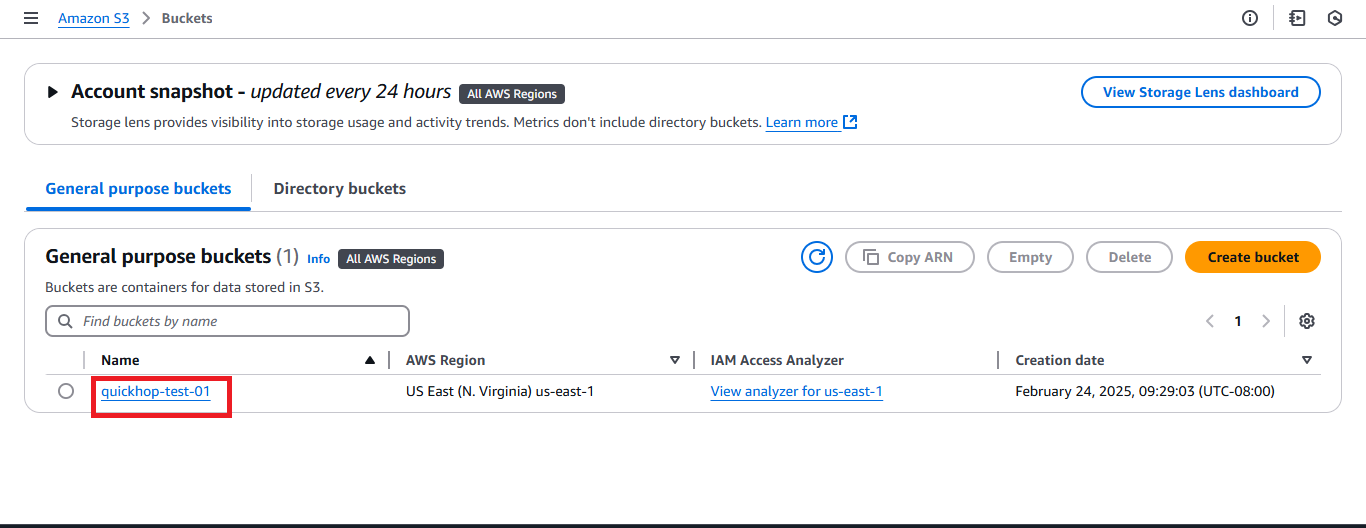 Amazon S3 > Buckets
Account snapshot - updated every 24 hours All AWS Regions View Storage Lens dashboard
Storage lens provides visibility into storage usage and activity trends. Metrics don't include directory buckets. Learn more
General purpose buckets Directory buckets
General purpose buckets (1) Info All AWS Regions Copy ARN Empty Delete Create bucket
Buckets are containers for data stored in S3.
Find buckets by name 1
Name AWS Region IAM Access Analyzer Creation date
quickhop-test-01 US East (N. Virginia) us-east-1 View analyzer for us-east-1 February 24, 2025, 09:29:03 (UTC-08:00)